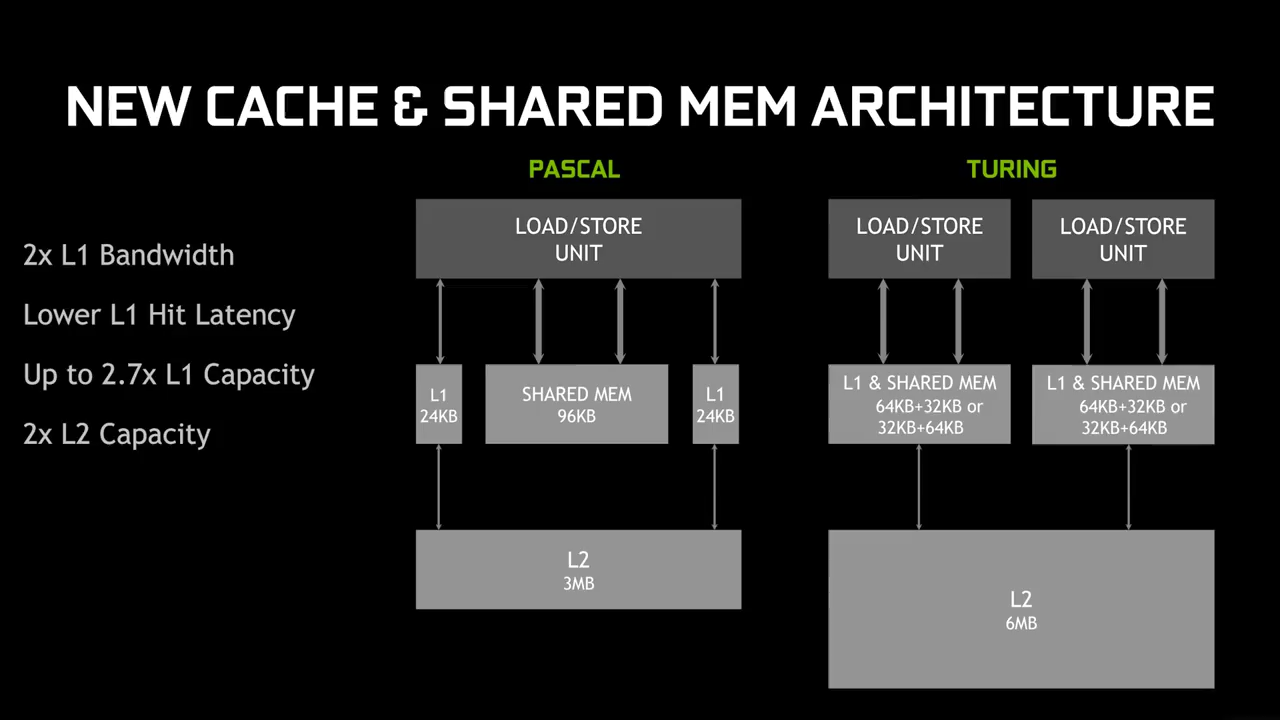 NEW CACHE & SHARED MEM ARCHITECTURE
2x L1 Bandwidth
Lower L1 Hit Latency
Up to 2.7x L1 Capacity
2x L2 Capacity
PASCAL
LOAD/STORE
UNIT
L1
24KB
SHARED MEM
96KB
L1
24KB
L2
3MB
TURING
LOAD/STORE
UNIT
LOAD/STORE
UNIT
L1 & SHARED MEM
64KB+32KB or
32KB+64KB
L1 & SHARED MEM
64KB+32KB or
32KB+64KB
L2
6MB